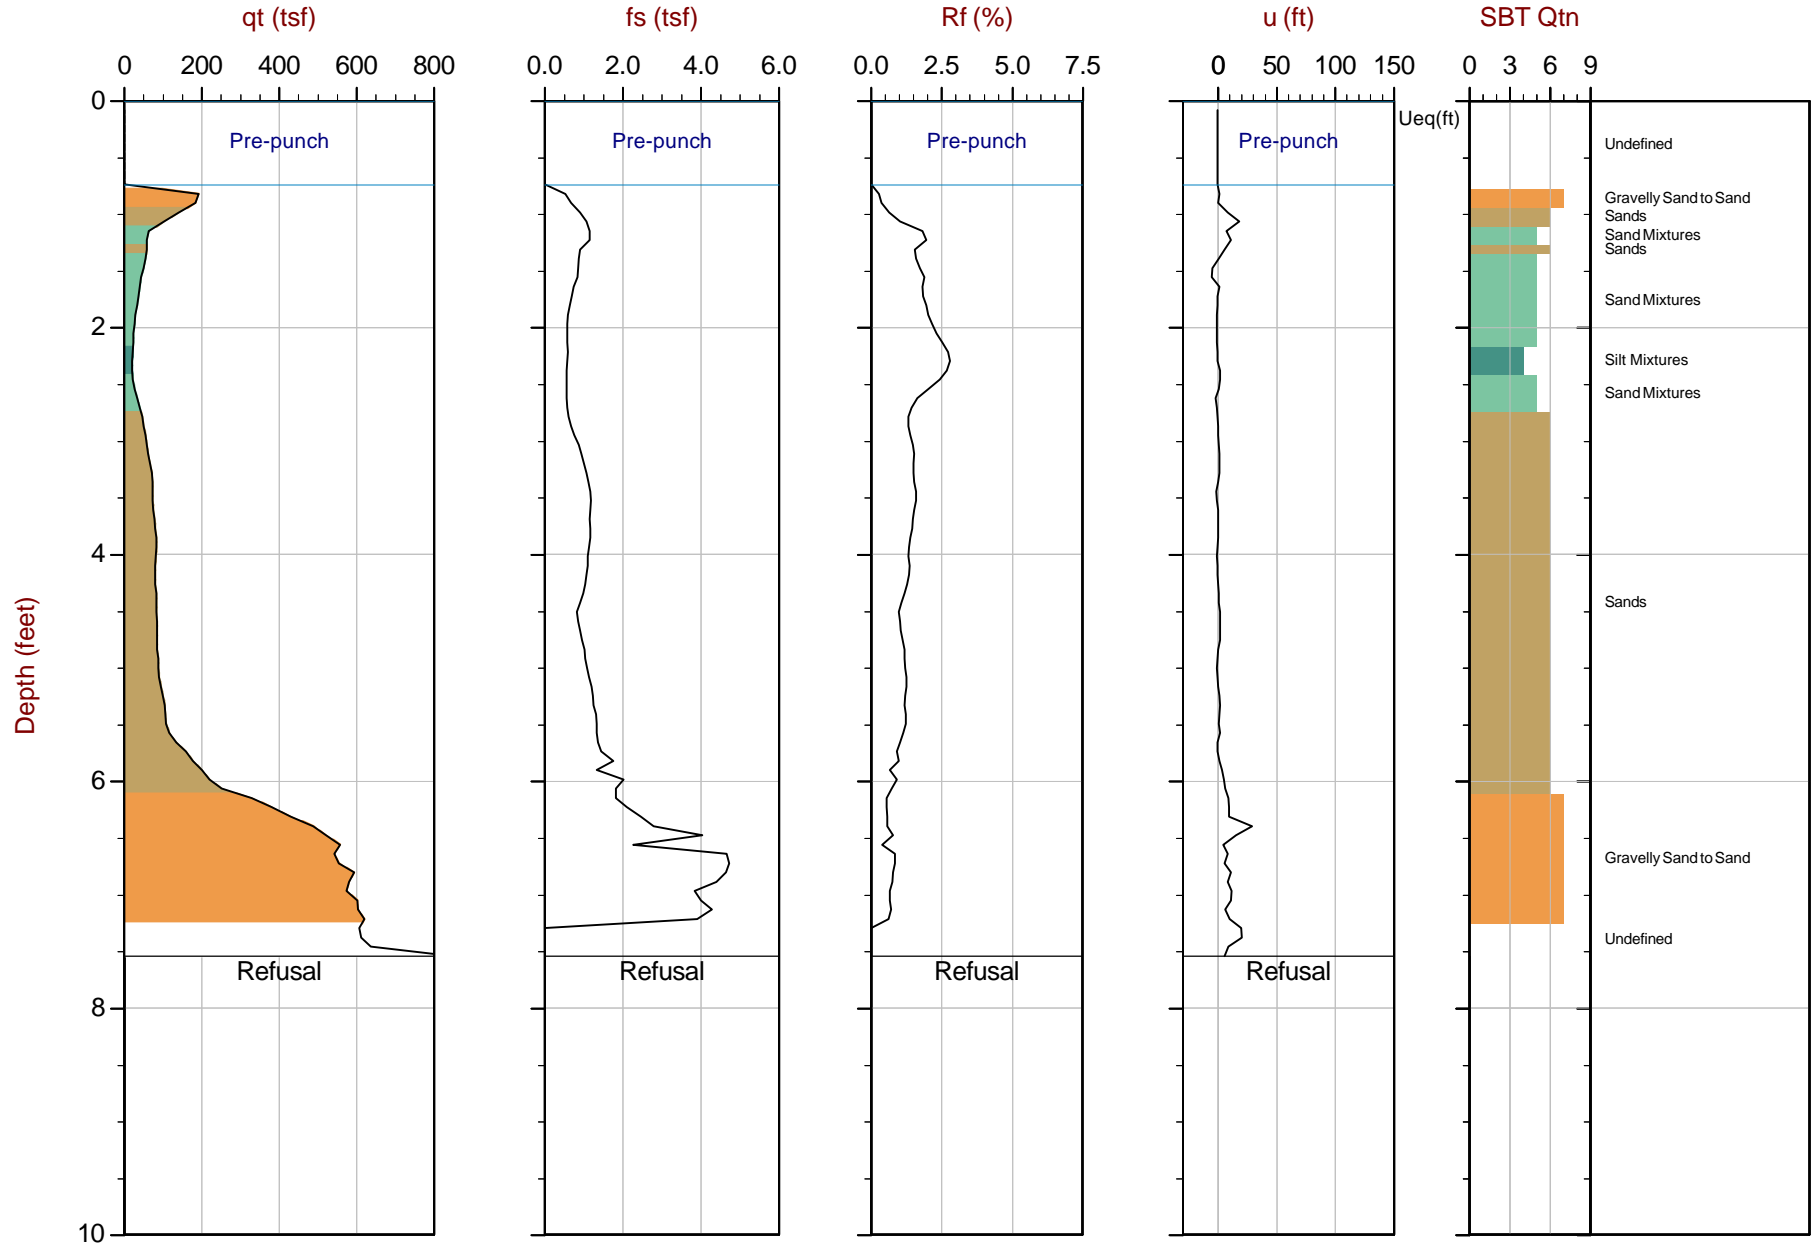 qt (tsf) fs (tsf) Rf (%) u (ft) SBT Qtn
0 200 400 600 800 0.0 2.0 4.0 6.0 0.0 2.5 5.0 7.5 0 50 100 150 0 3 6 9
0
Ueq(ft)
Pre-punch Pre-punch Pre-punch Pre-punch
Undefined
Gravelly Sand to Sand
Sands
Sand Mixtures
Sands
Sand Mixtures
2
Silt Mixtures
Sand Mixtures
4
Sands
Depth (feet)
6
Gravelly Sand to Sand
Undefined
Refusal Refusal Refusal Refusal
8
10